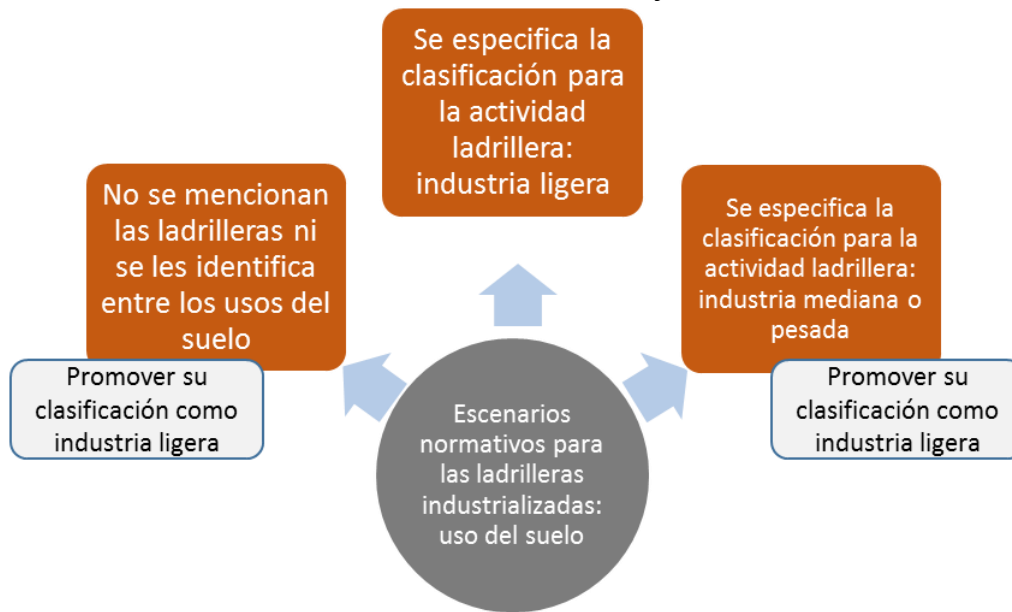 Se especifica la
clasificación para
la actividad
ladrillera:
industria ligera
No se mencionan
las ladrilleras ni
se les identifica
entre los usos del
suelo
Promover su
clasificación como
industria ligera
Se especifica la
clasificación para la
actividad ladrillera:
industria mediana o
pesada
Promover su
clasificación como
industria ligera
Escenarios
normativos para
las ladrilleras
industrializadas:
uso del suelo